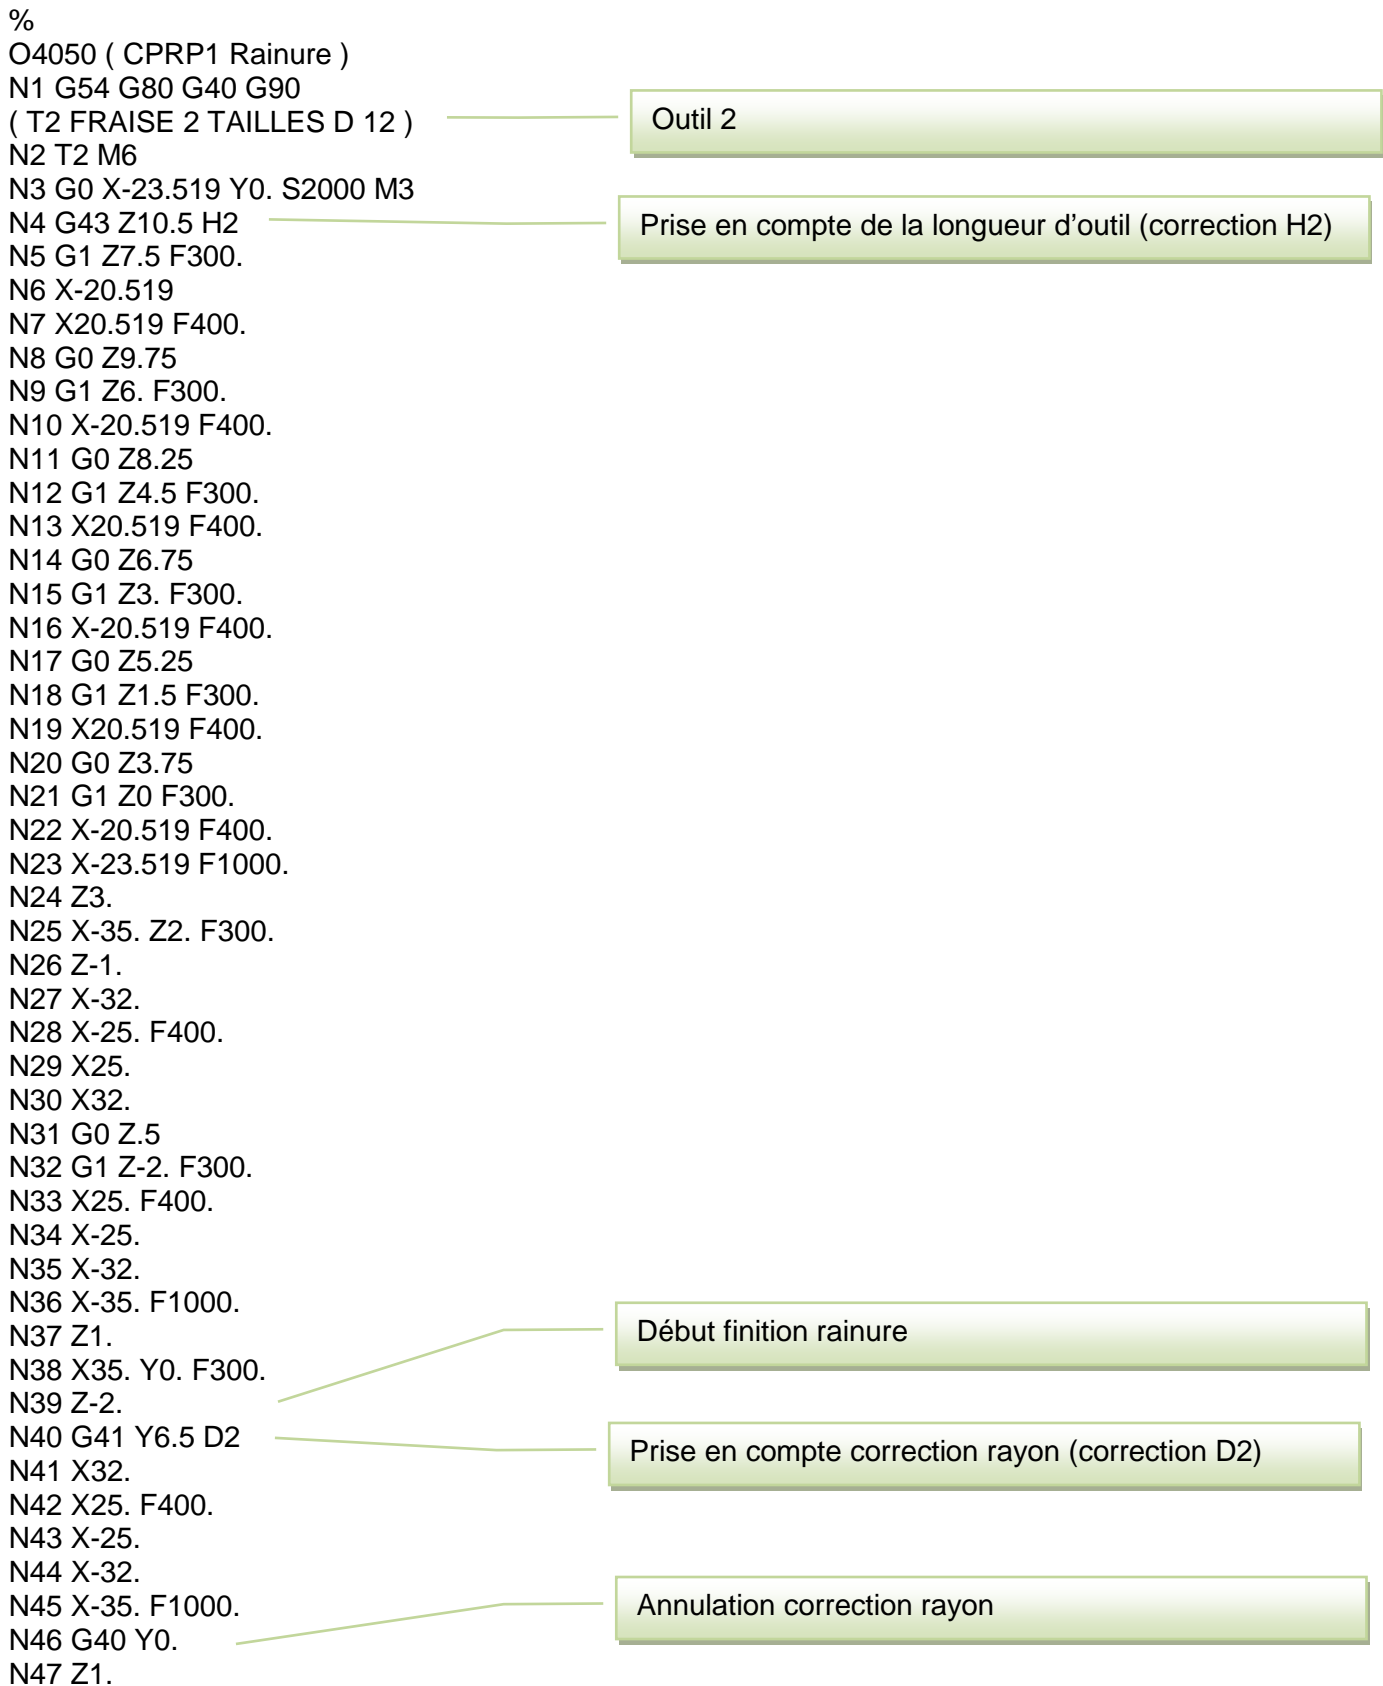 %
O4050 ( CPRP1 Rainure )
N1 G54 G80 G40 G90
( T2 FRAISE 2 TAILLES D 12 )
Outil 2
N2 T2 M6
N3 G0 X-23.519 Y0. S2000 M3
N4 G43 Z10.5 H2
Prise en compte de la longueur d’outil (correction H2)
N5 G1 Z7.5 F300.
N6 X-20.519
N7 X20.519 F400.
N8 G0 Z9.75
N9 G1 Z6. F300.
N10 X-20.519 F400.
N11 G0 Z8.25
N12 G1 Z4.5 F300.
N13 X20.519 F400.
N14 G0 Z6.75
N15 G1 Z3. F300.
N16 X-20.519 F400.
N17 G0 Z5.25
N18 G1 Z1.5 F300.
N19 X20.519 F400.
N20 G0 Z3.75
N21 G1 Z0 F300.
N22 X-20.519 F400.
N23 X-23.519 F1000.
N24 Z3.
N25 X-35. Z2. F300.
N26 Z-1.
N27 X-32.
N28 X-25. F400.
N29 X25.
N30 X32.
N31 G0 Z.5
N32 G1 Z-2. F300.
N33 X25. F400.
N34 X-25.
N35 X-32.
N36 X-35. F1000.
N37 Z1.
Début finition rainure
N38 X35. Y0. F300.
N39 Z-2.
N40 G41 Y6.5 D2
Prise en compte correction rayon (correction D2)
N41 X32.
N42 X25. F400.
N43 X-25.
N44 X-32.
N45 X-35. F1000.
Annulation correction rayon
N46 G40 Y0.
N47 Z1.